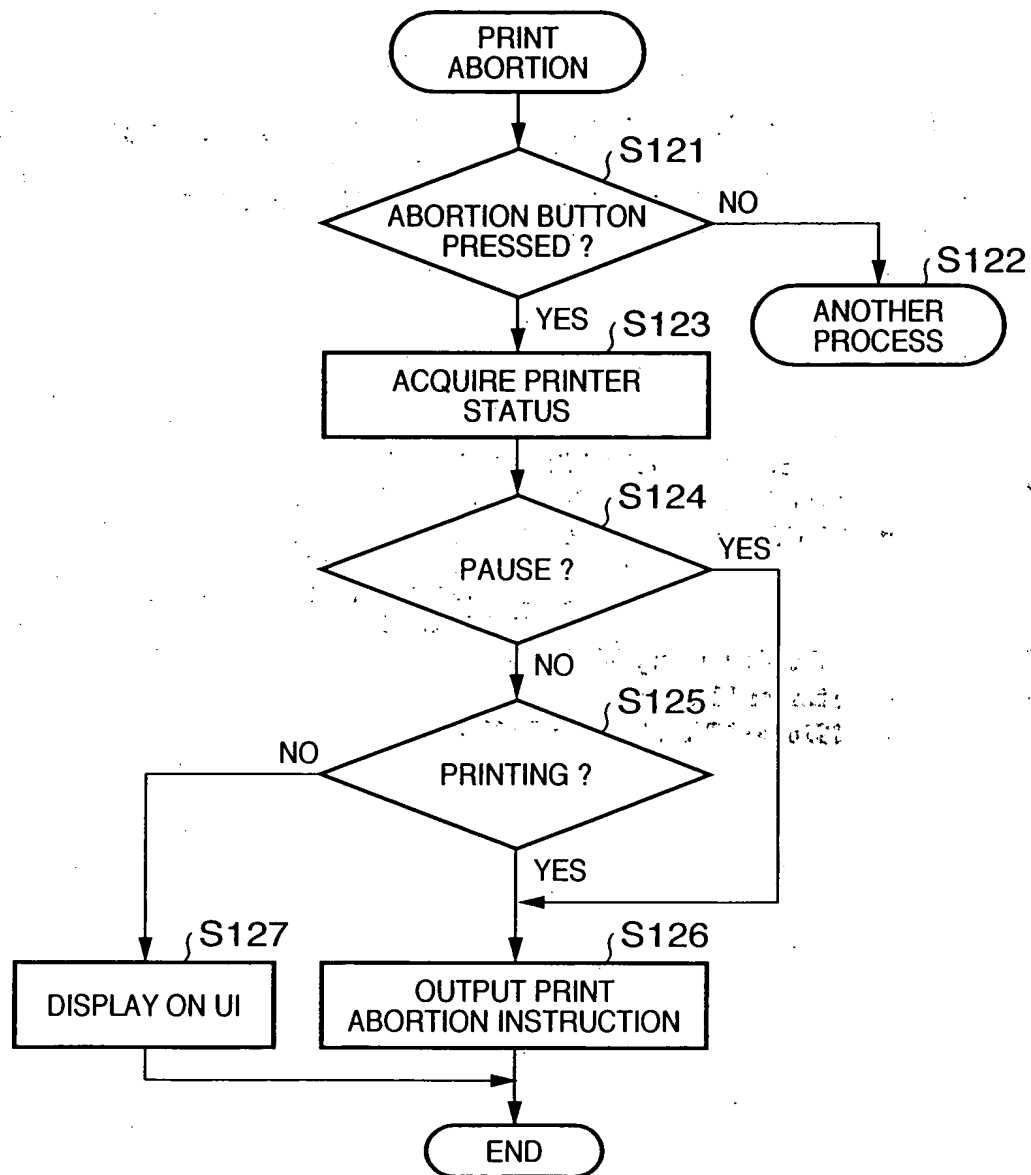 PRINT
ABORTION
S121
ABORTION BUTTON
PRESSED ?
NO
S122
ANOTHER
PROCESS
YES
S123
ACQUIRE PRINTER
STATUS
S124
PAUSE ?
YES
NO
S125
NO
PRINTING ?
YES
S127
S126
DISPLAY ON UI
OUTPUT PRINT
ABORTION INSTRUCTION
END